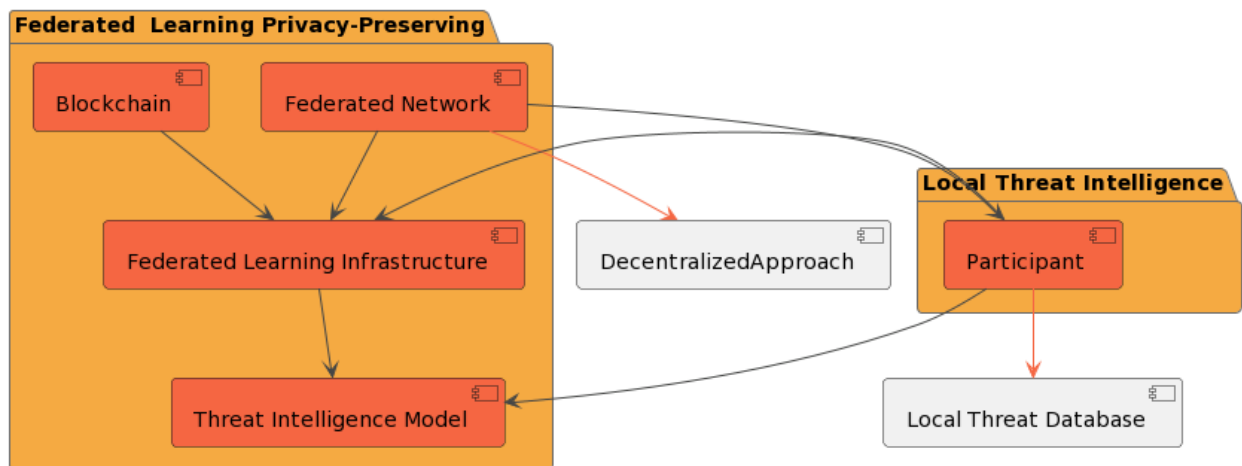 Federated  Learning Privacy-Preserving
Blockchain
Federated Network
Local Threat Intelligence
Federated Learning Infrastructure
DecentralizedApproach
Participant
Threat Intelligence Model
Local Threat Database